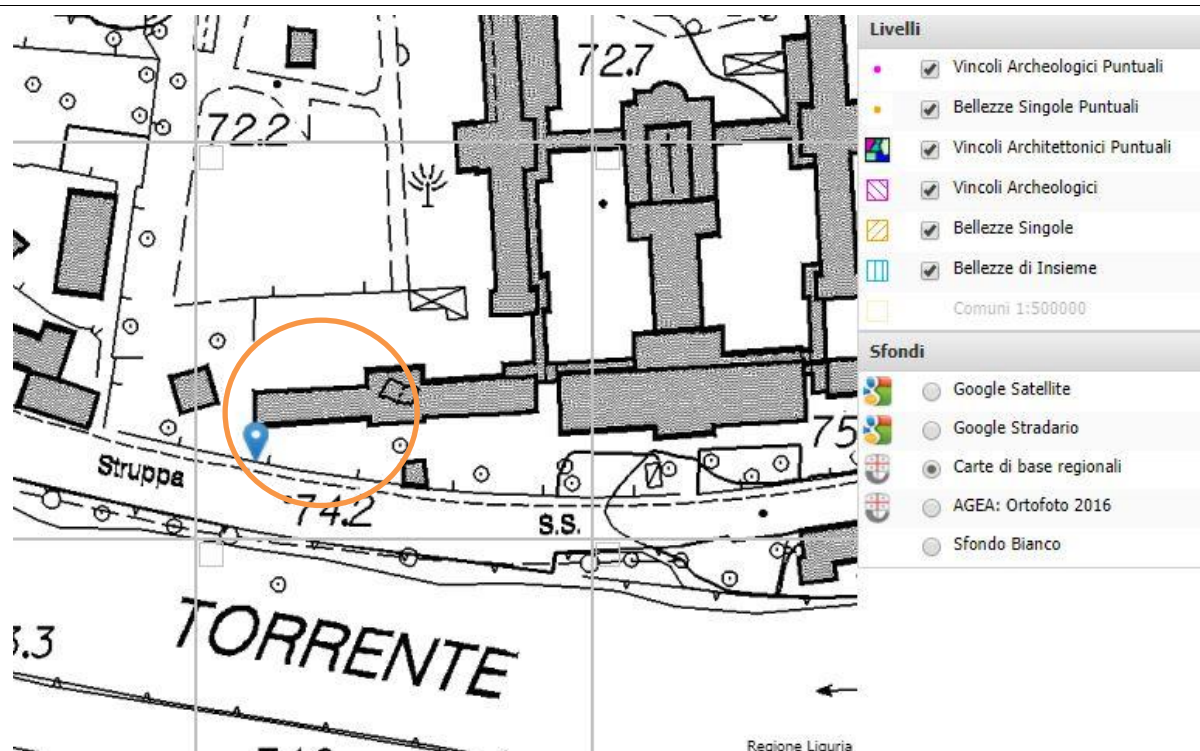 72.2
72.7
Struppa
74.2
S.S.
75
TORRENTE
3.3
Regione Liguria
Livelli
Vincoli Archeologici Puntuali
Bellezze Singole Puntuali
Vincoli Architettonici Puntuali
Vincoli Archeologici
Bellezze Singole
Bellezze di Insieme
Comuni 1:500000
Sfondi
Google Satellite
Google Stradario
Carte di base regionali
AGEA: Ortofoto 2016
Sfondo Bianco